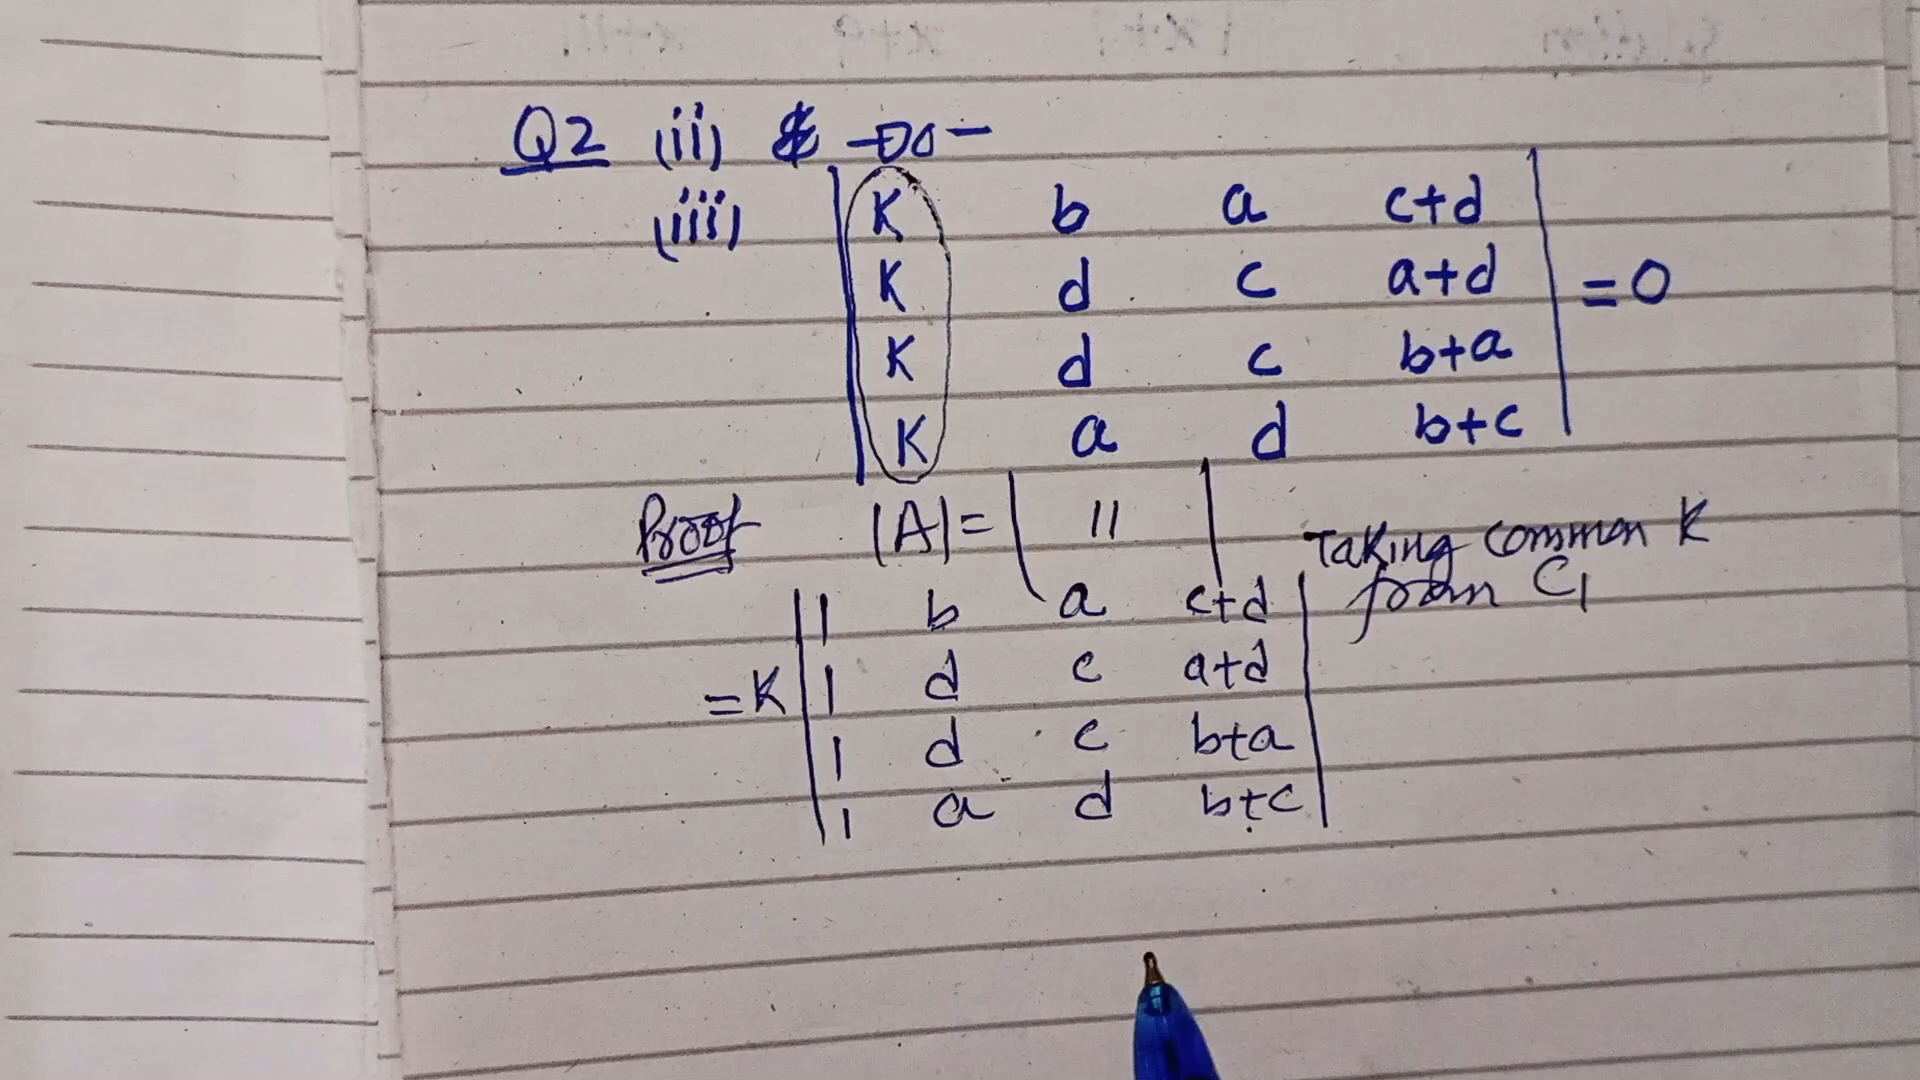 Q2 (ii) & -Do-
(iii) | K b a c+d |
| K d c a+d | = 0
| K d c b+a |
| K a d b+c |
Proof |A| = | 11 | Taking common K
from C1
| 1 b a c+d |
= K | 1 d c a+d |
| 1 d c b+a |
| 1 a d b+c |